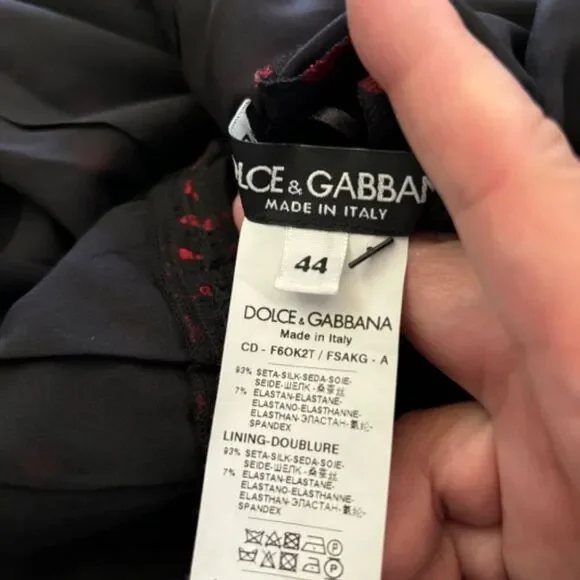 OLCE & GABBAN
MADE IN ITALY
44
DOLCE & GABBANA
Made in Italy
CD - F6OK2T / FSAKG - A
93% SETA-SILK-SEDA-SOIE-
SEIDE-ШЕЛК-桑蚕丝
7% ELASTAN-ELASTANE-
ELASTANO-ELASTHANNE-
ELASTHAN-ЭЛАСТАН-氨纶-
SPANDEX
LINING-DOUBLURE
93% SETA-SILK-SEDA-SOIE-
SEIDE-ШЕЛК-桑蚕丝
7% ELASTAN-ELASTANE-
ELASTANO-ELASTHANNE-
ELASTHAN-ЭЛАСТАН-氨纶-
SPANDEX
P
P